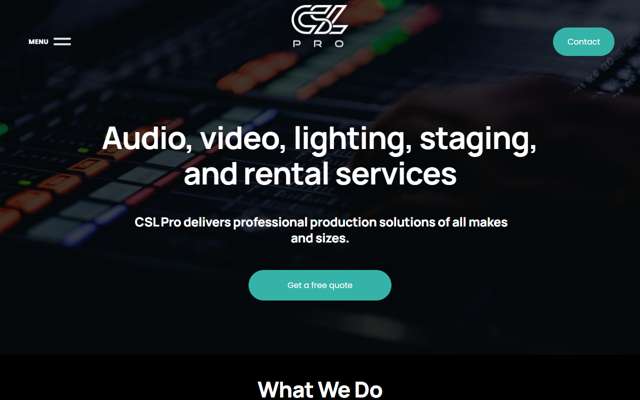 CSL
PRO
MENU
Contact
Audio, video, lighting, staging,
and rental services
CSL Pro delivers professional production solutions of all makes
and sizes.
Get a free quote
What We Do